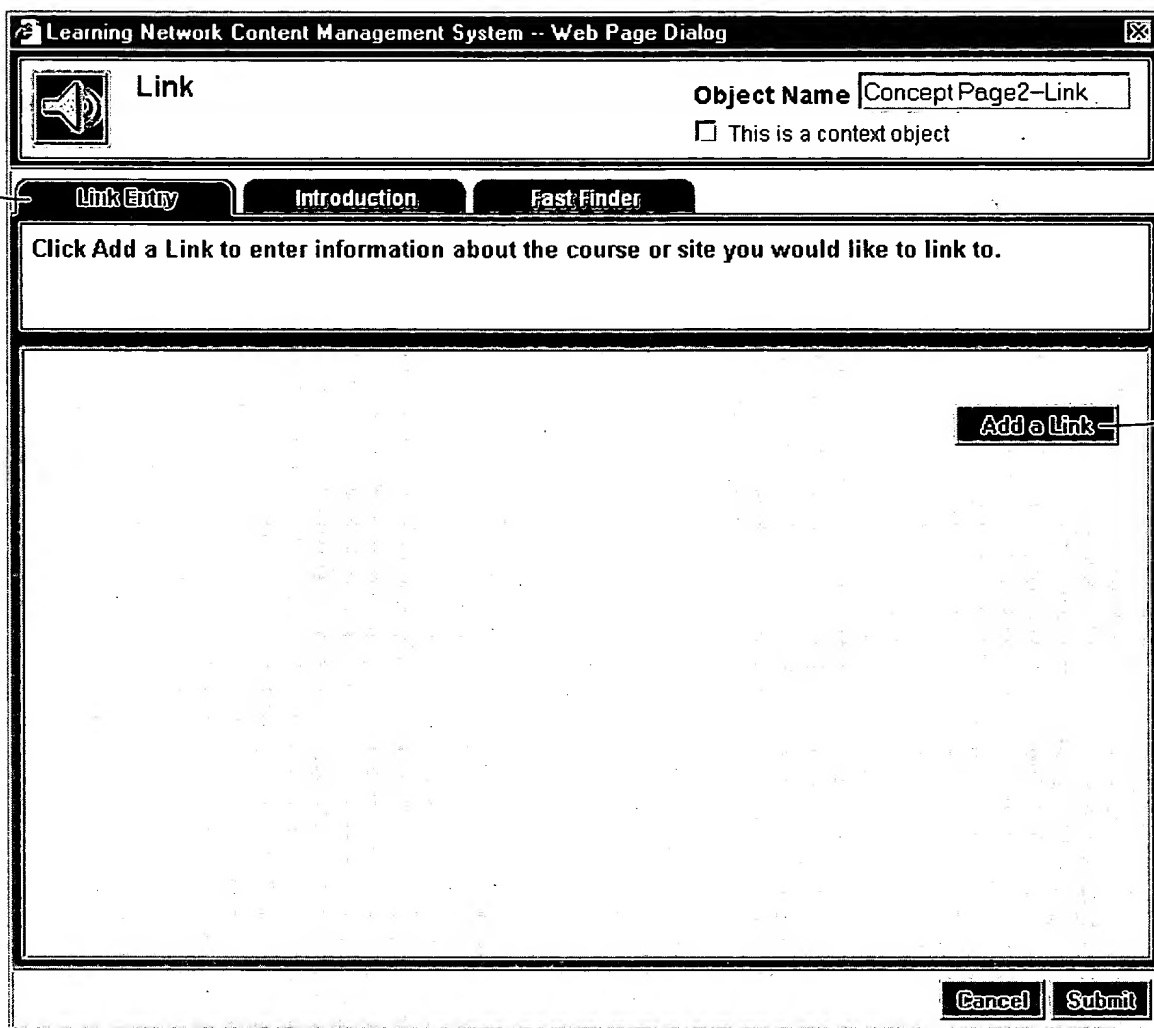 Learning Network Content Management System -- Web Page Dialog
Link
Object Name Concept Page2-Link
This is a context object
Link Entry Introduction Fast Finder
Click Add a Link to enter information about the course or site you would like to link to.
Add a Link
Cancel Submit